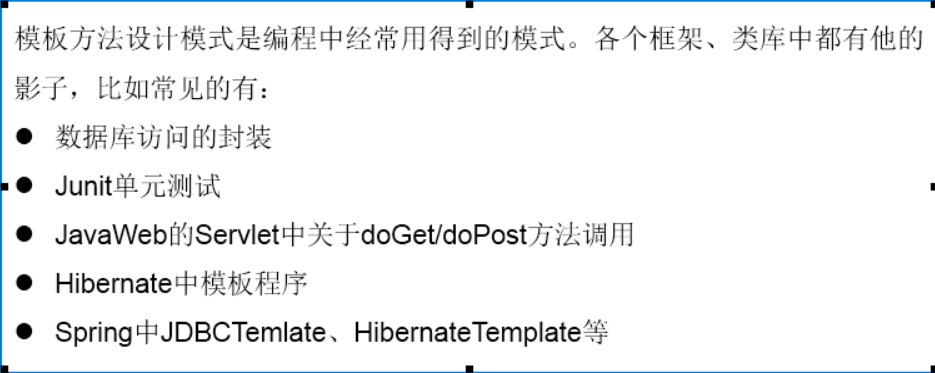 模板方法设计模式是编程中经常用得到的模式。各个框架、类库中都有他的
影子，比如常见的有：
● 数据库访问的封装
● Junit单元测试
● JavaWeb的Servlet中关于doGet/doPost方法调用
● Hibernate中模板程序
● Spring中JDBCTemlate、HibernateTemplate等